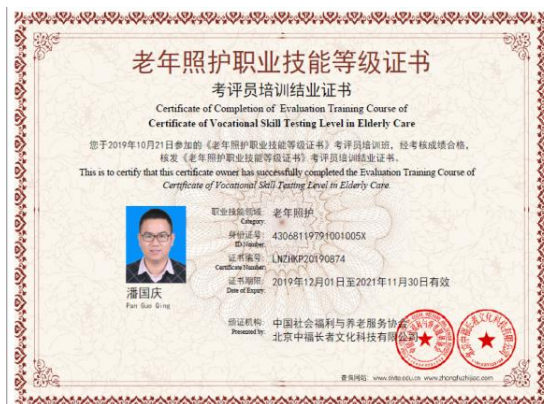 老年照护职业技能等级证书
考评员培训结业证书
Certificate of Completion of Evaluation Training Course of
Certificate of Vocational Skill Testing Level in Elderly Care
您于2019年10月21日参加的《老年照护职业技能等级证书》考评员培训班，经考核成绩合格，
核发《老年照护职业技能等级证书》考评员培训结业证书。
This is to certify that this certificate owner has successfully completed the Evaluation Training Course of
Certificate of Vocational Skill Testing Level in Elderly Care.
职业技能领域: 老年照护
Category:
身份证号: 43068119791001005X
ID Number:
证书编号: LNZHKP20190874
Certificate Number:
证书期限: 2019年12月01日至2021年11月30日有效
Date of Expiry:
潘国庆
Pan Guo Qing
颁证机构: 中国社会福利与养老服务协会
Presented by: 北京中福长者文化科技有限公司
查询网站: